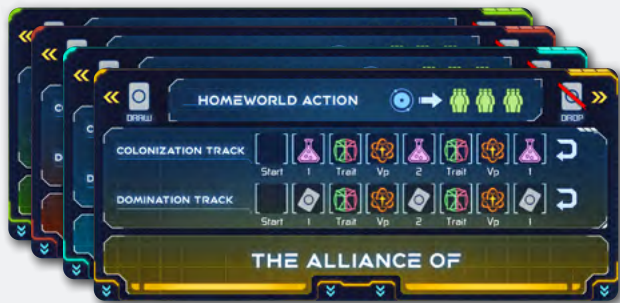 HOMEWORLD ACTION
DRAW
DROP
COLONIZATION TRACK
Start 1 Trait Vp 2 Trait Vp 1
DOMINATION TRACK
Start 1 Trait Vp 2 Trait Vp 1
THE ALLIANCE OF